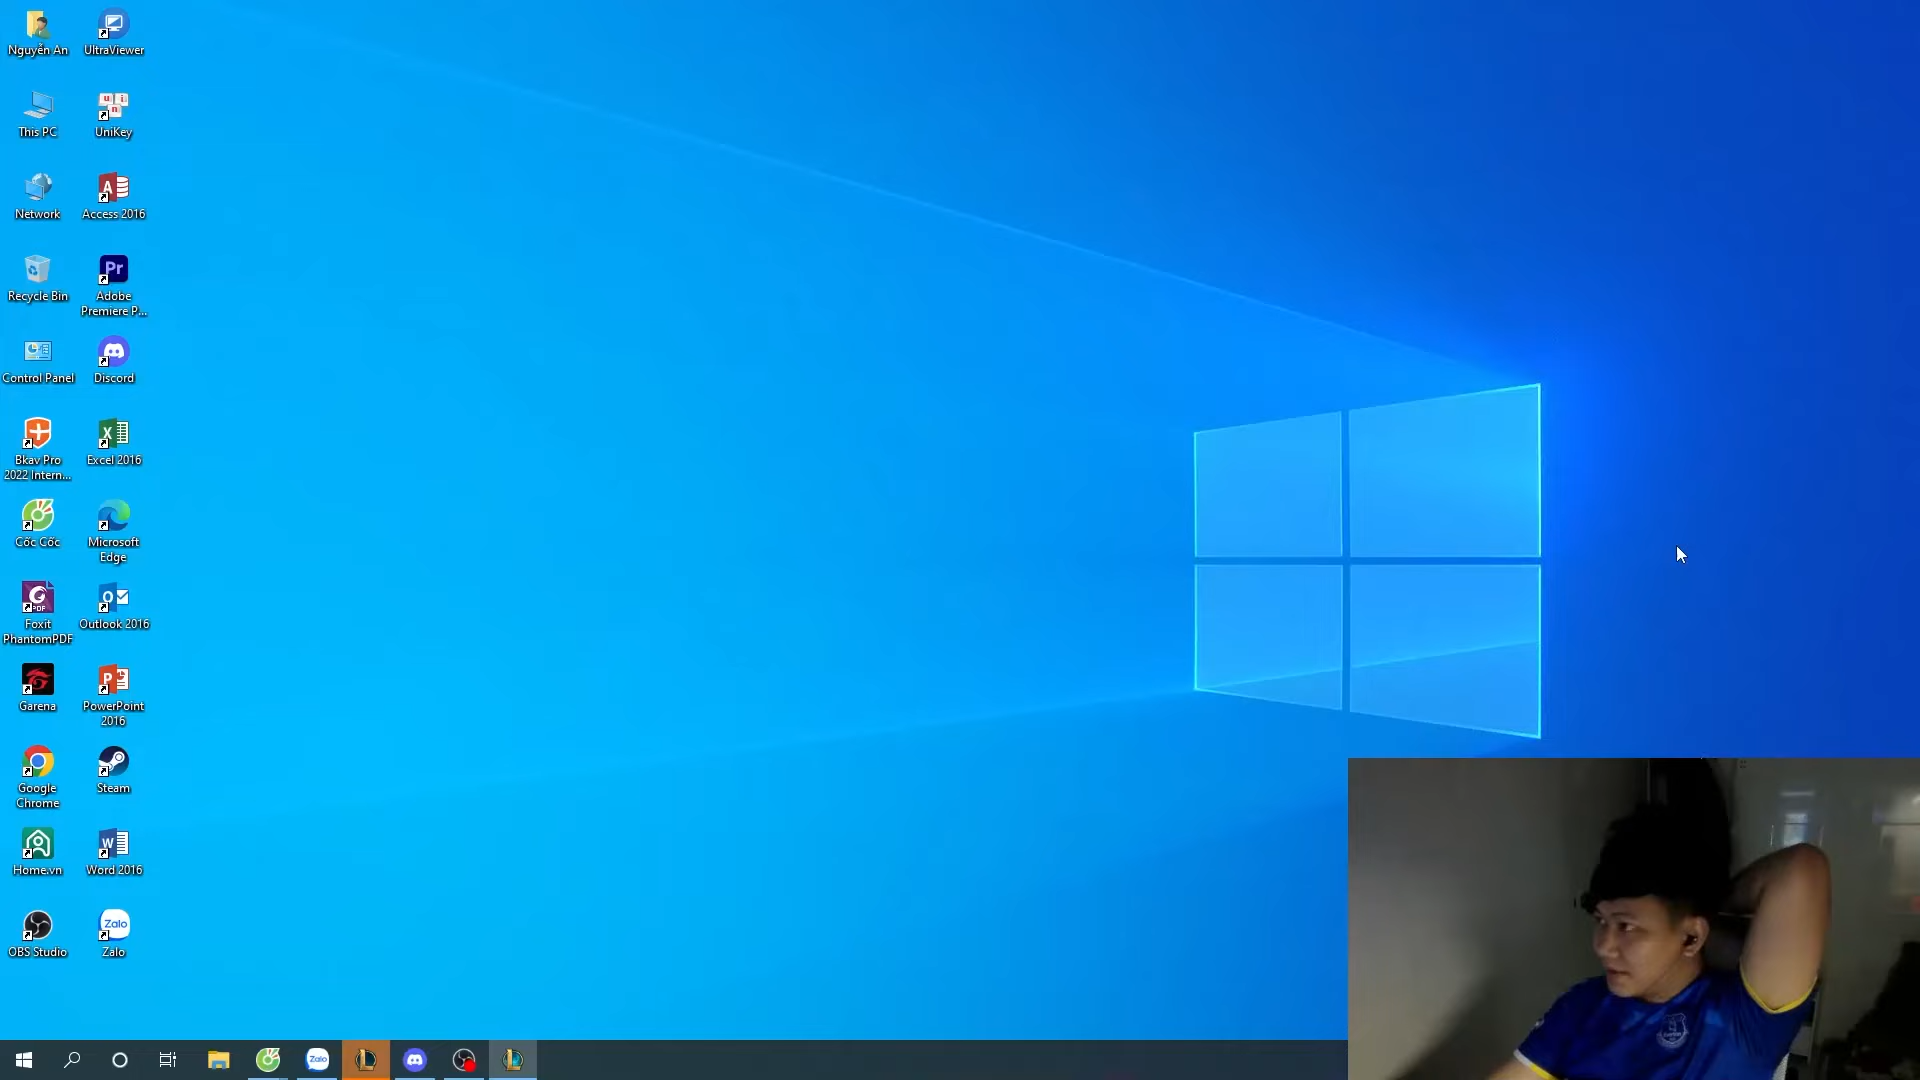 Nguyễn An
UltraViewer
This PC
UniKey
Network
Access 2016
Recycle Bin
Adobe
Premiere P...
Control Panel
Discord
Bkav Pro
2022 Intern...
Excel 2016
Cốc Cốc
Microsoft
Edge
Foxit
PhantomPDF
Outlook 2016
Garena
PowerPoint
2016
Google
Chrome
Steam
Home.vn
Word 2016
OBS Studio
Zalo
Zalo
Zalo